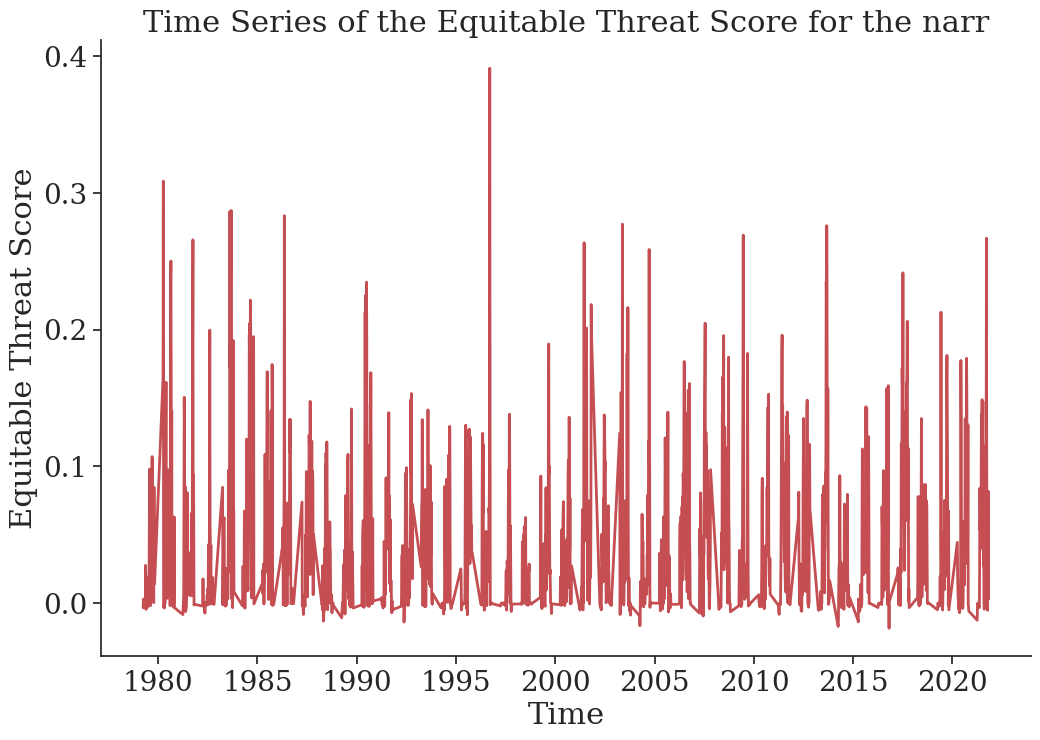 Time Series of the Equitable Threat Score for the narr
Equitable Threat Score
0.4
0.3
0.2
0.1
0.0
1980 1985 1990 1995 2000 2005 2010 2015 2020
Time